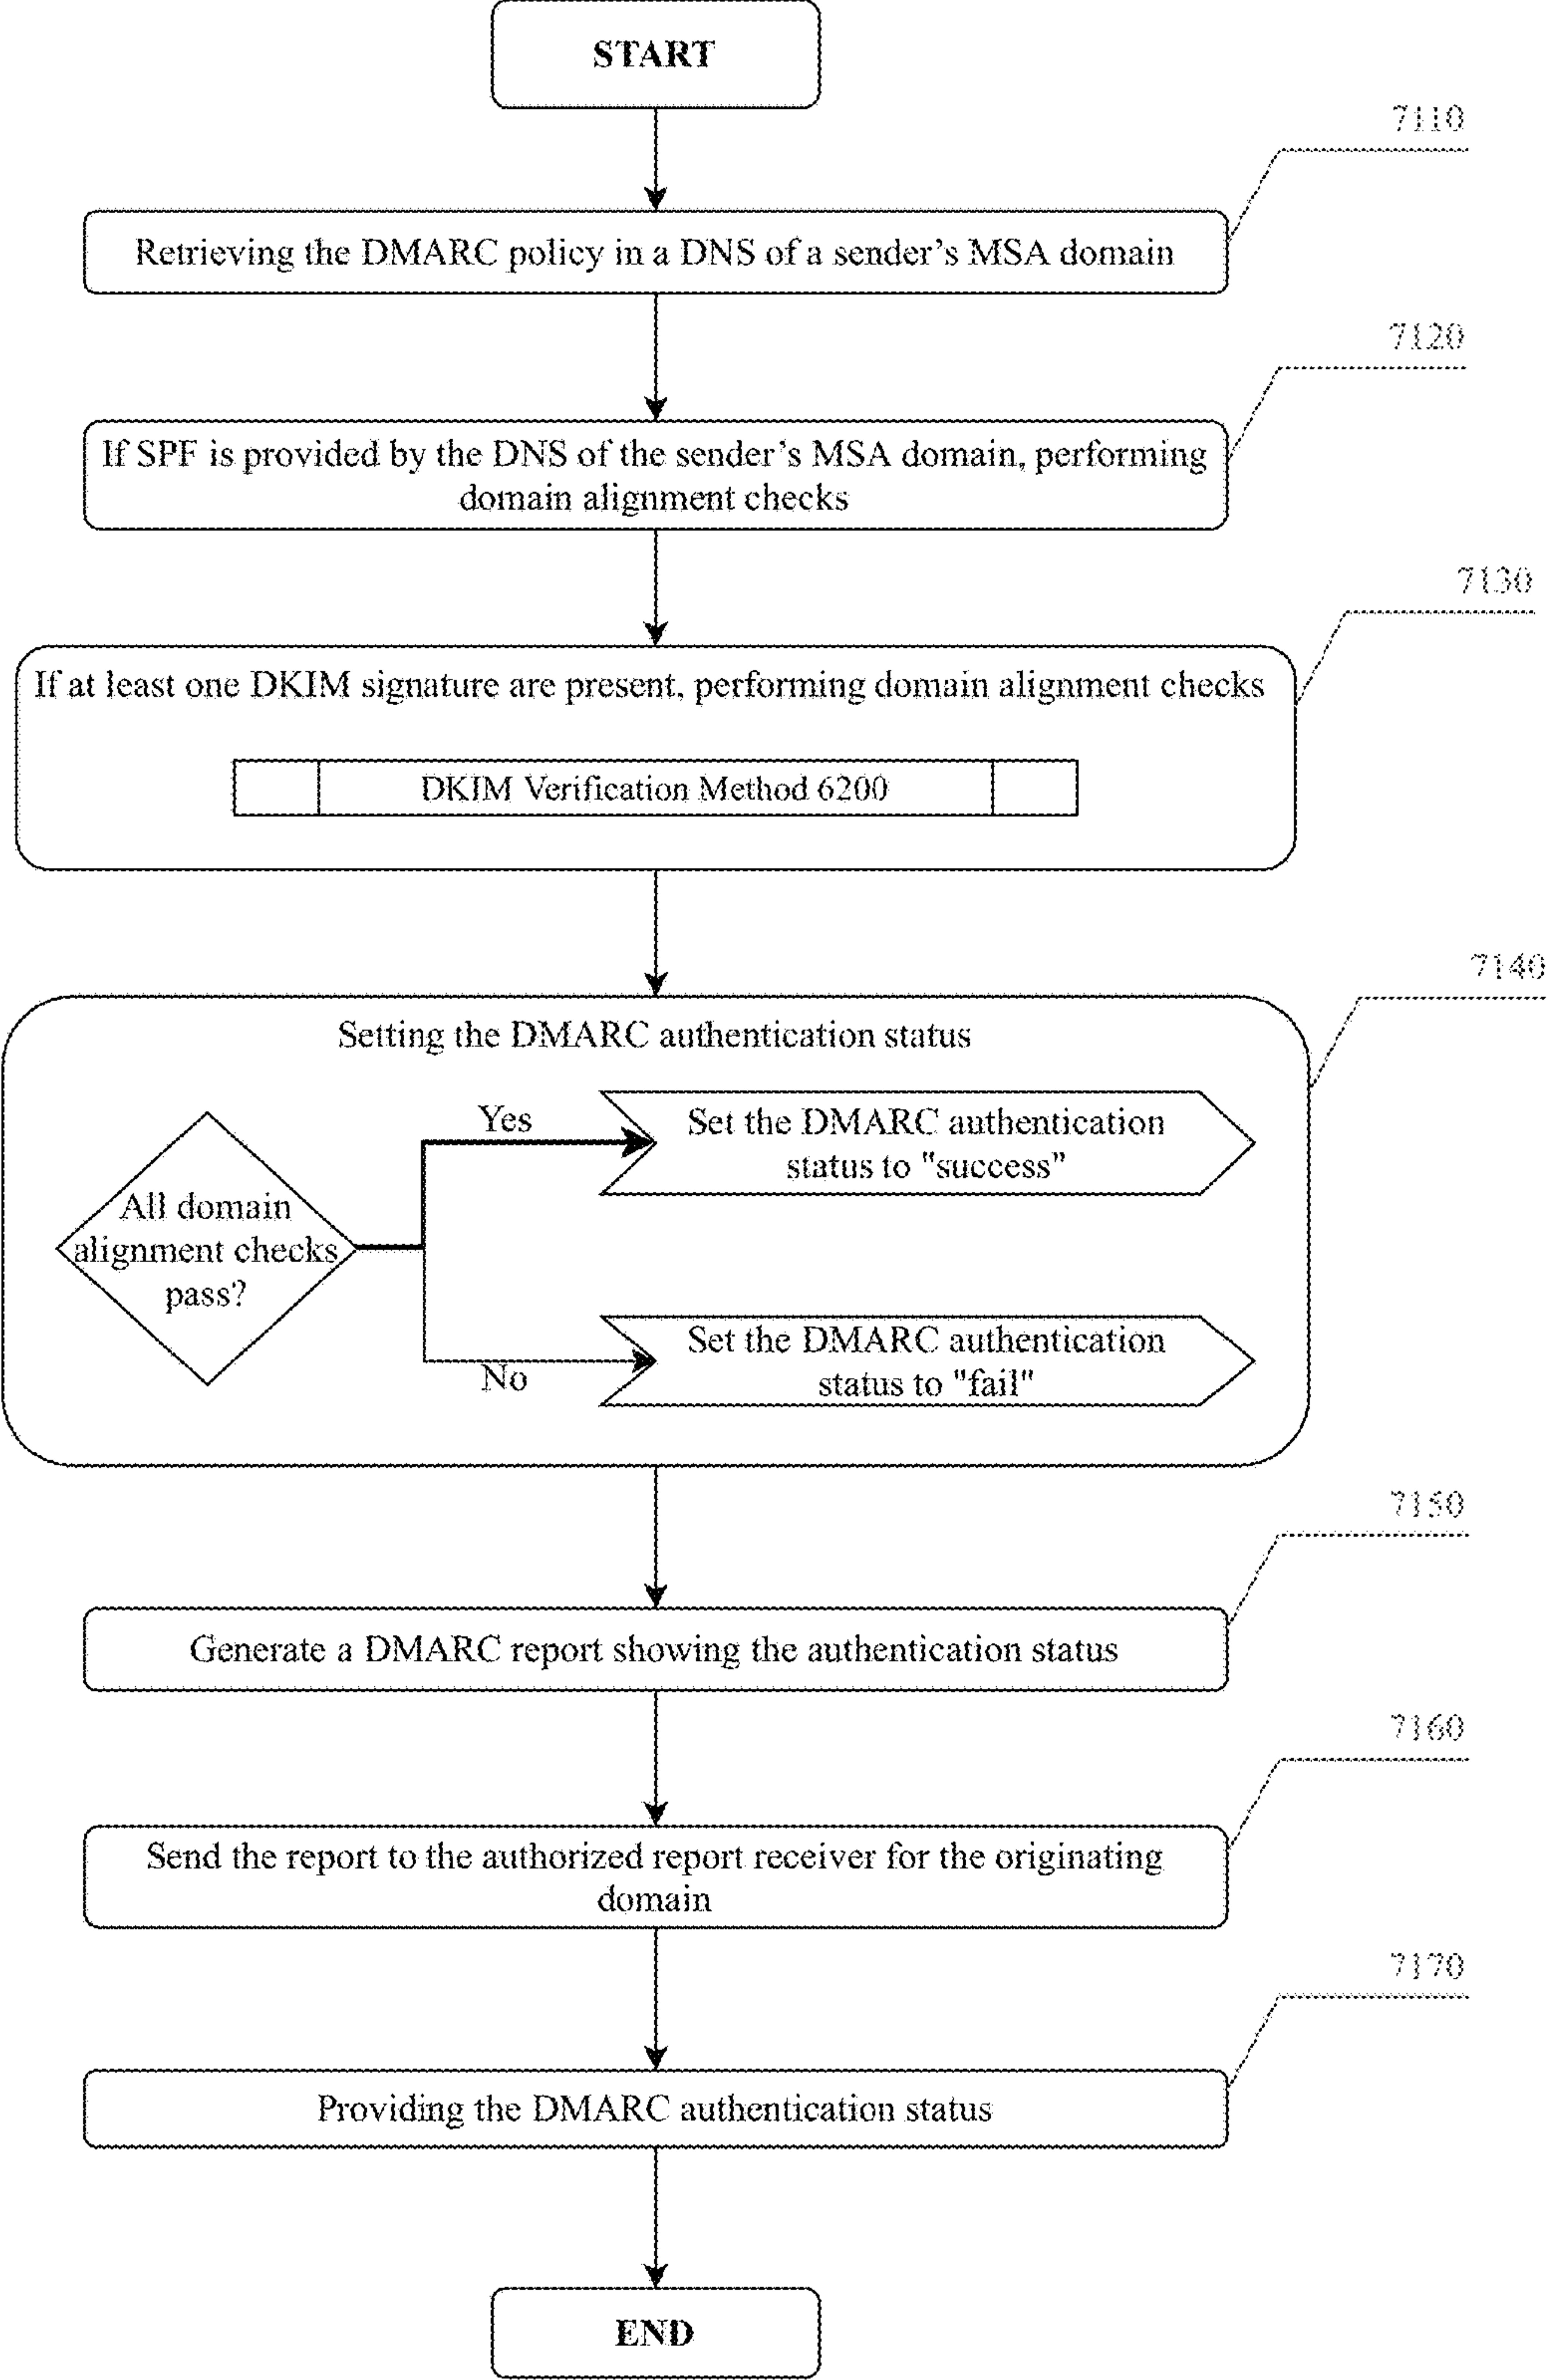 START
7110
Retrieving the DMARC policy in a DNS of a sender's MSA domain
7120
If SPF is provided by the DNS of the sender's MSA domain, performing
domain alignment checks
7130
If at least one DKIM signature are present, performing domain alignment checks
DKIM Verification Method 6200
7140
Setting the DMARC authentication status
All domain
alignment checks
pass?
Yes
Set the DMARC authentication
status to "success"
No
Set the DMARC authentication
status to "fail"
7150
Generate a DMARC report showing the authentication status
7160
Send the report to the authorized report receiver for the originating
domain
7170
Providing the DMARC authentication status
END